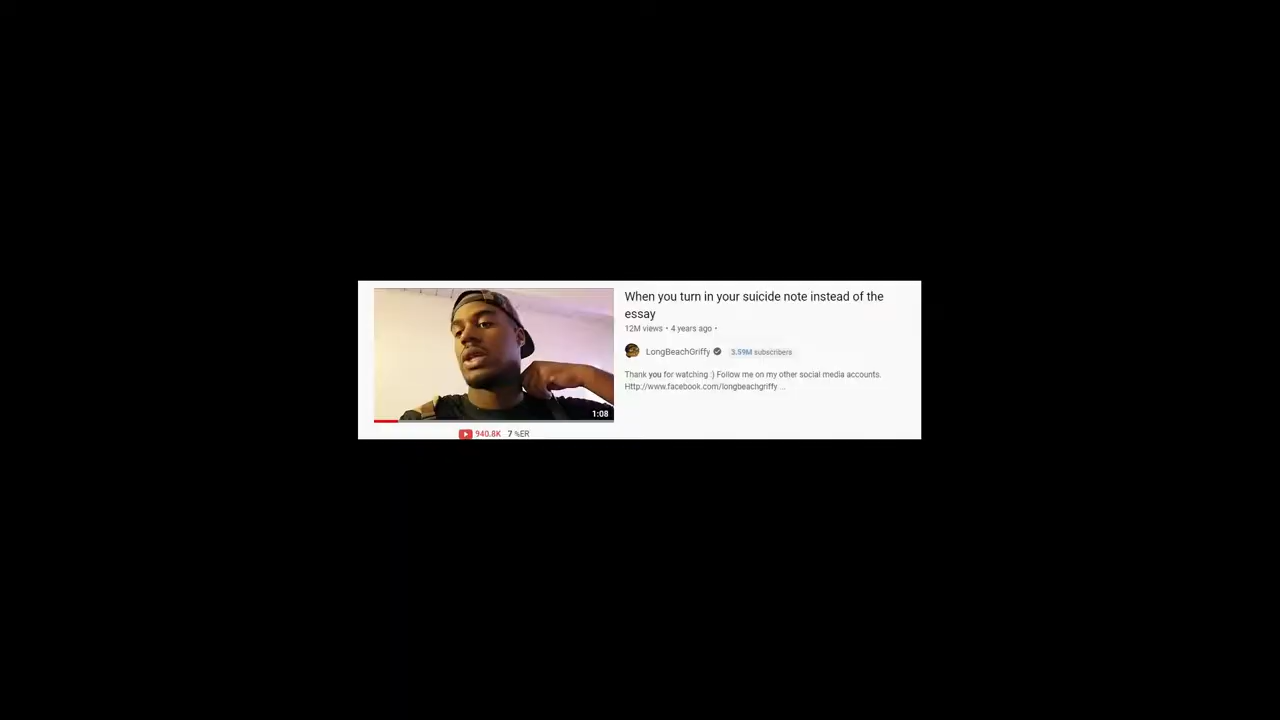 When you turn in your suicide note instead of the
essay
12M views • 4 years ago •
LongBeachGriffy 3.59M subscribers
Thank you for watching :) Follow me on my other social media accounts.
Http://www.facebook.com/longbeachgriffy ...
1:08
940.8K 7 %ER